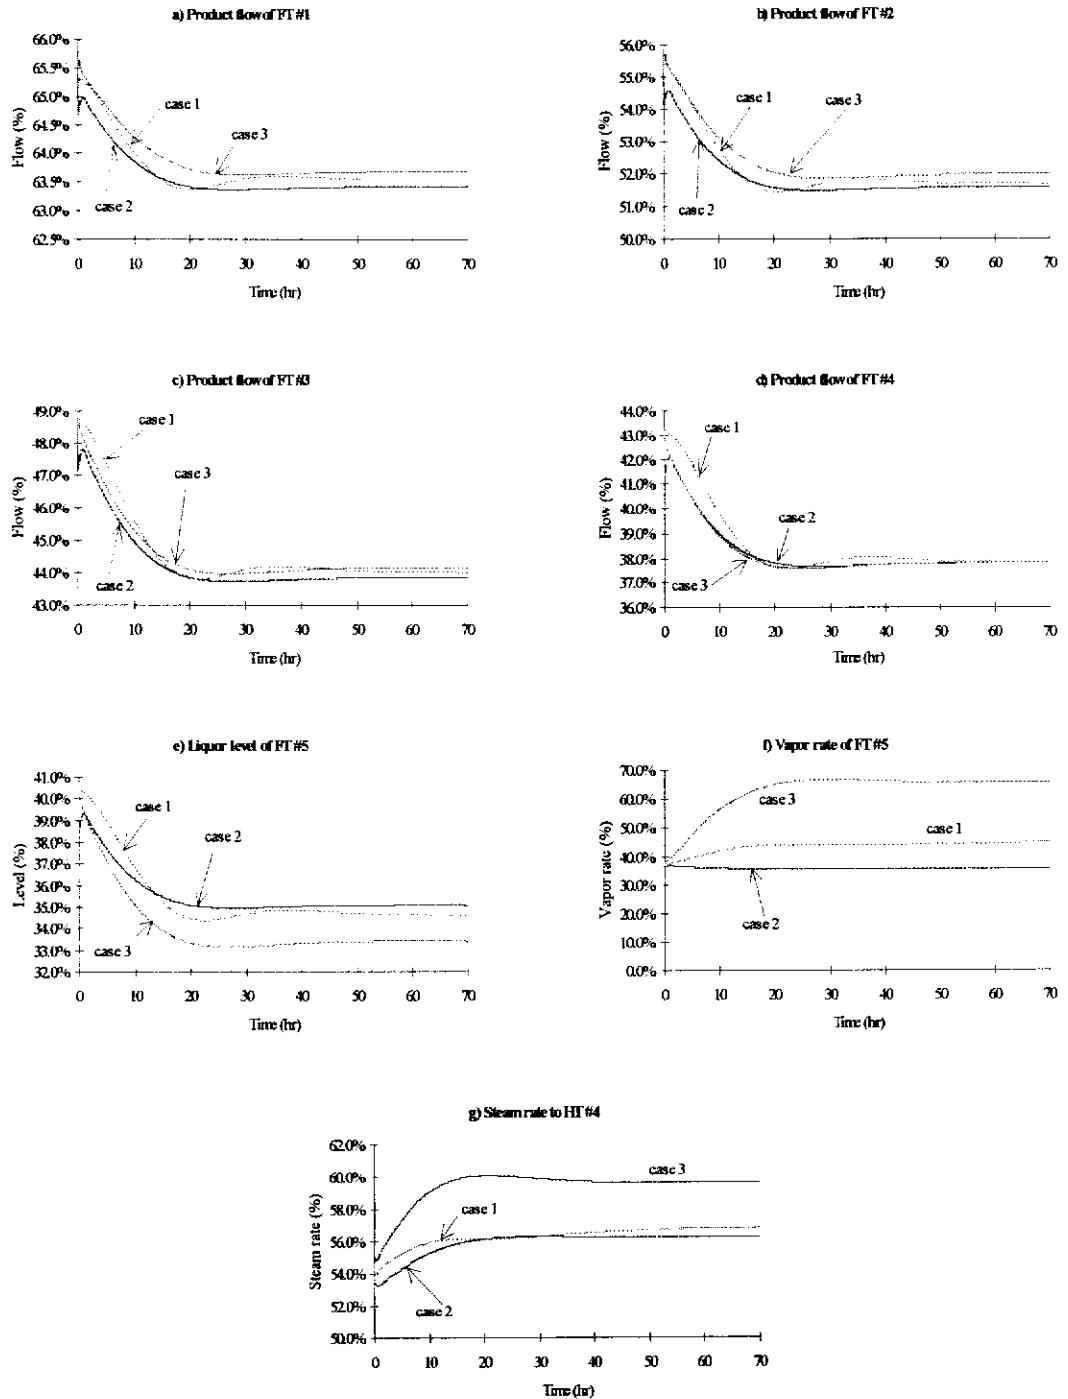 a) Product flow of FT #1
66.0%
65.5%
65.0%
64.5%
64.0%
63.5%
63.0%
62.5%
Flow (%)
case 1
case 3
case 2
0 10 20 30 40 50 60 70
Time (hr)
b) Product flow of FT #2
56.0%
55.0%
54.0%
53.0%
52.0%
51.0%
50.0%
Flow (%)
case 1
case 3
case 2
0 10 20 30 40 50 60 70
Time (hr)
c) Product flow of FT #3
49.0%
48.0%
47.0%
46.0%
45.0%
44.0%
43.0%
Flow (%)
case 1
case 3
case 2
0 10 20 30 40 50 60 70
Time (hr)
d) Product flow of FT #4
44.0%
43.0%
42.0%
41.0%
40.0%
39.0%
38.0%
37.0%
36.0%
Flow (%)
case 1
case 2
case 3
0 10 20 30 40 50 60 70
Time (hr)
e) Liquor level of FT #5
41.0%
40.0%
39.0%
38.0%
37.0%
36.0%
35.0%
34.0%
33.0%
32.0%
Level (%)
case 1
case 2
case 3
0 10 20 30 40 50 60 70
Time (hr)
f) Vapor rate of FT #5
70.0%
60.0%
50.0%
40.0%
30.0%
20.0%
10.0%
0.0%
Vapor rate (%)
case 3
case 1
case 2
0 10 20 30 40 50 60 70
Time (hr)
g) Steam rate to HT #4
62.0%
60.0%
58.0%
56.0%
54.0%
52.0%
50.0%
Steam rate (%)
case 3
case 1
case 2
0 10 20 30 40 50 60 70
Time (hr)